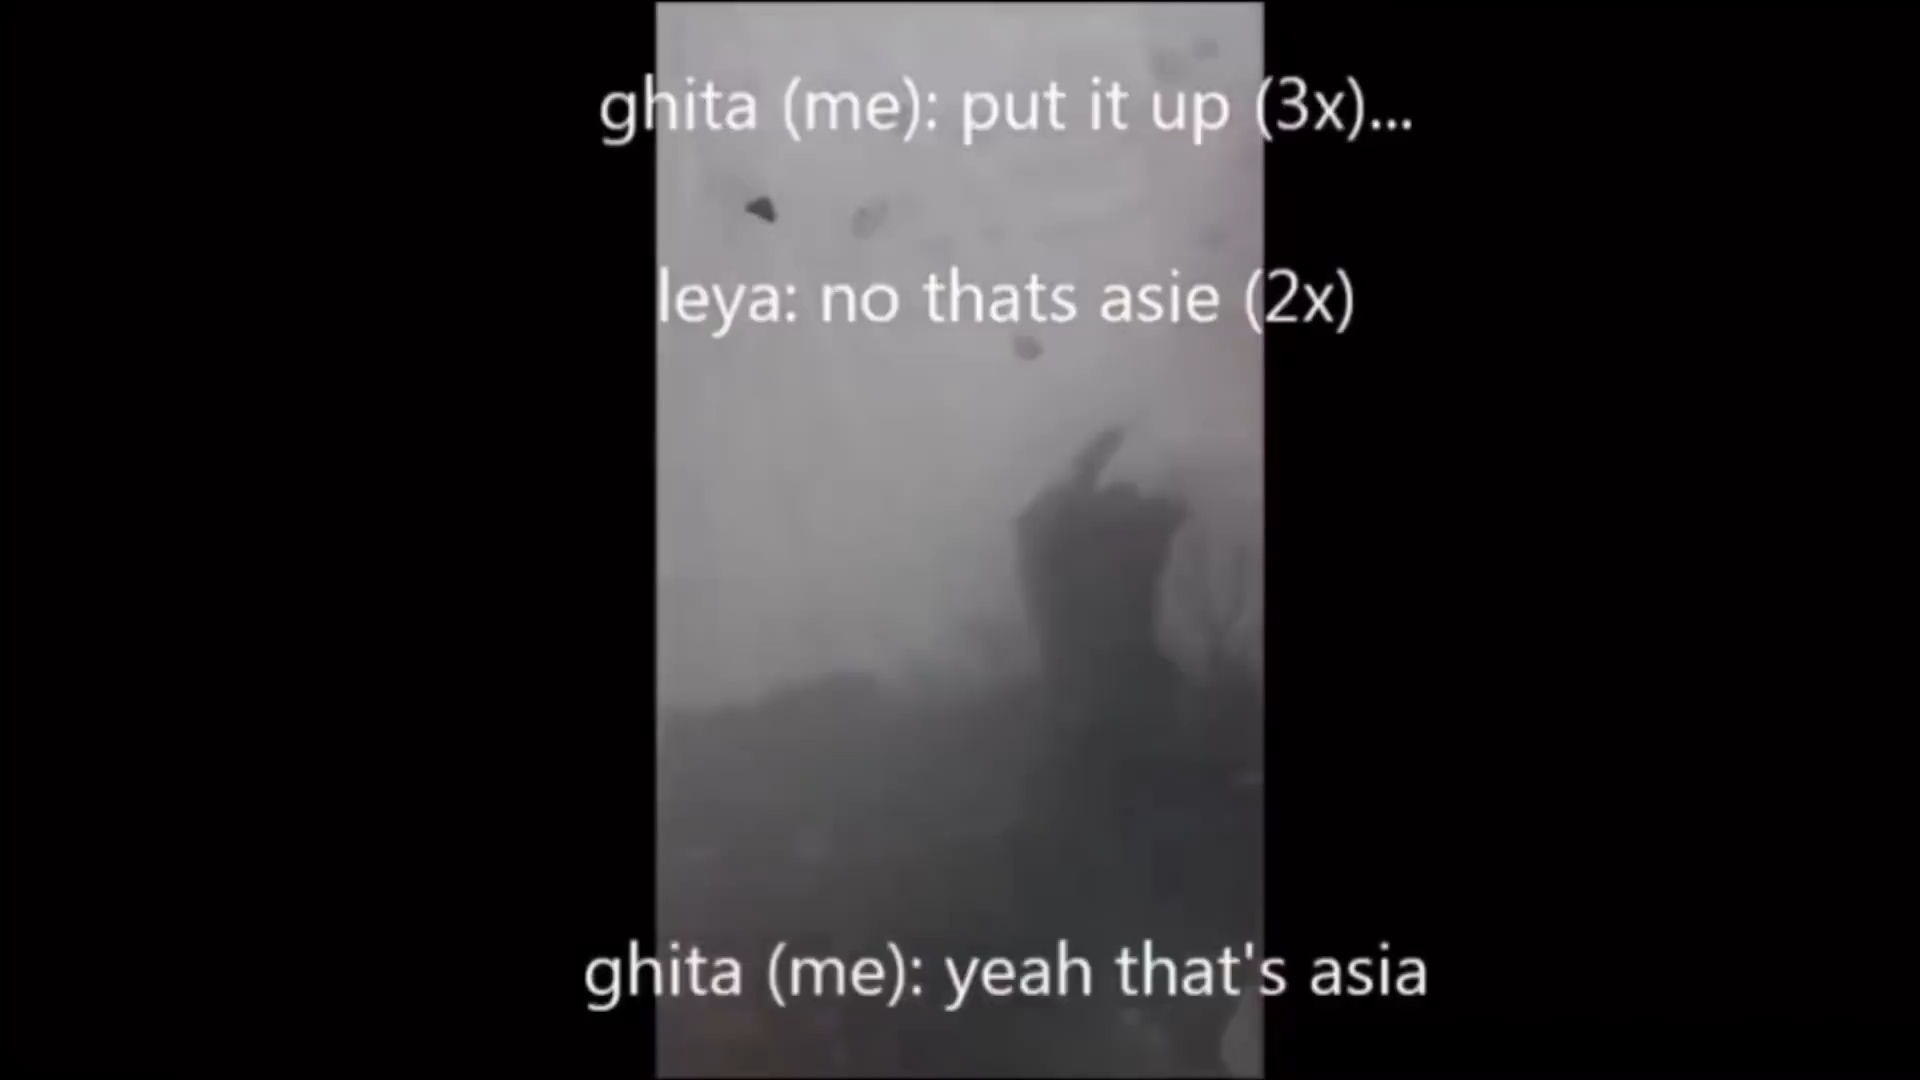 ghita (me): put it up (3x)...
leya: no thats asie (2x)
ghita (me): yeah that's asia